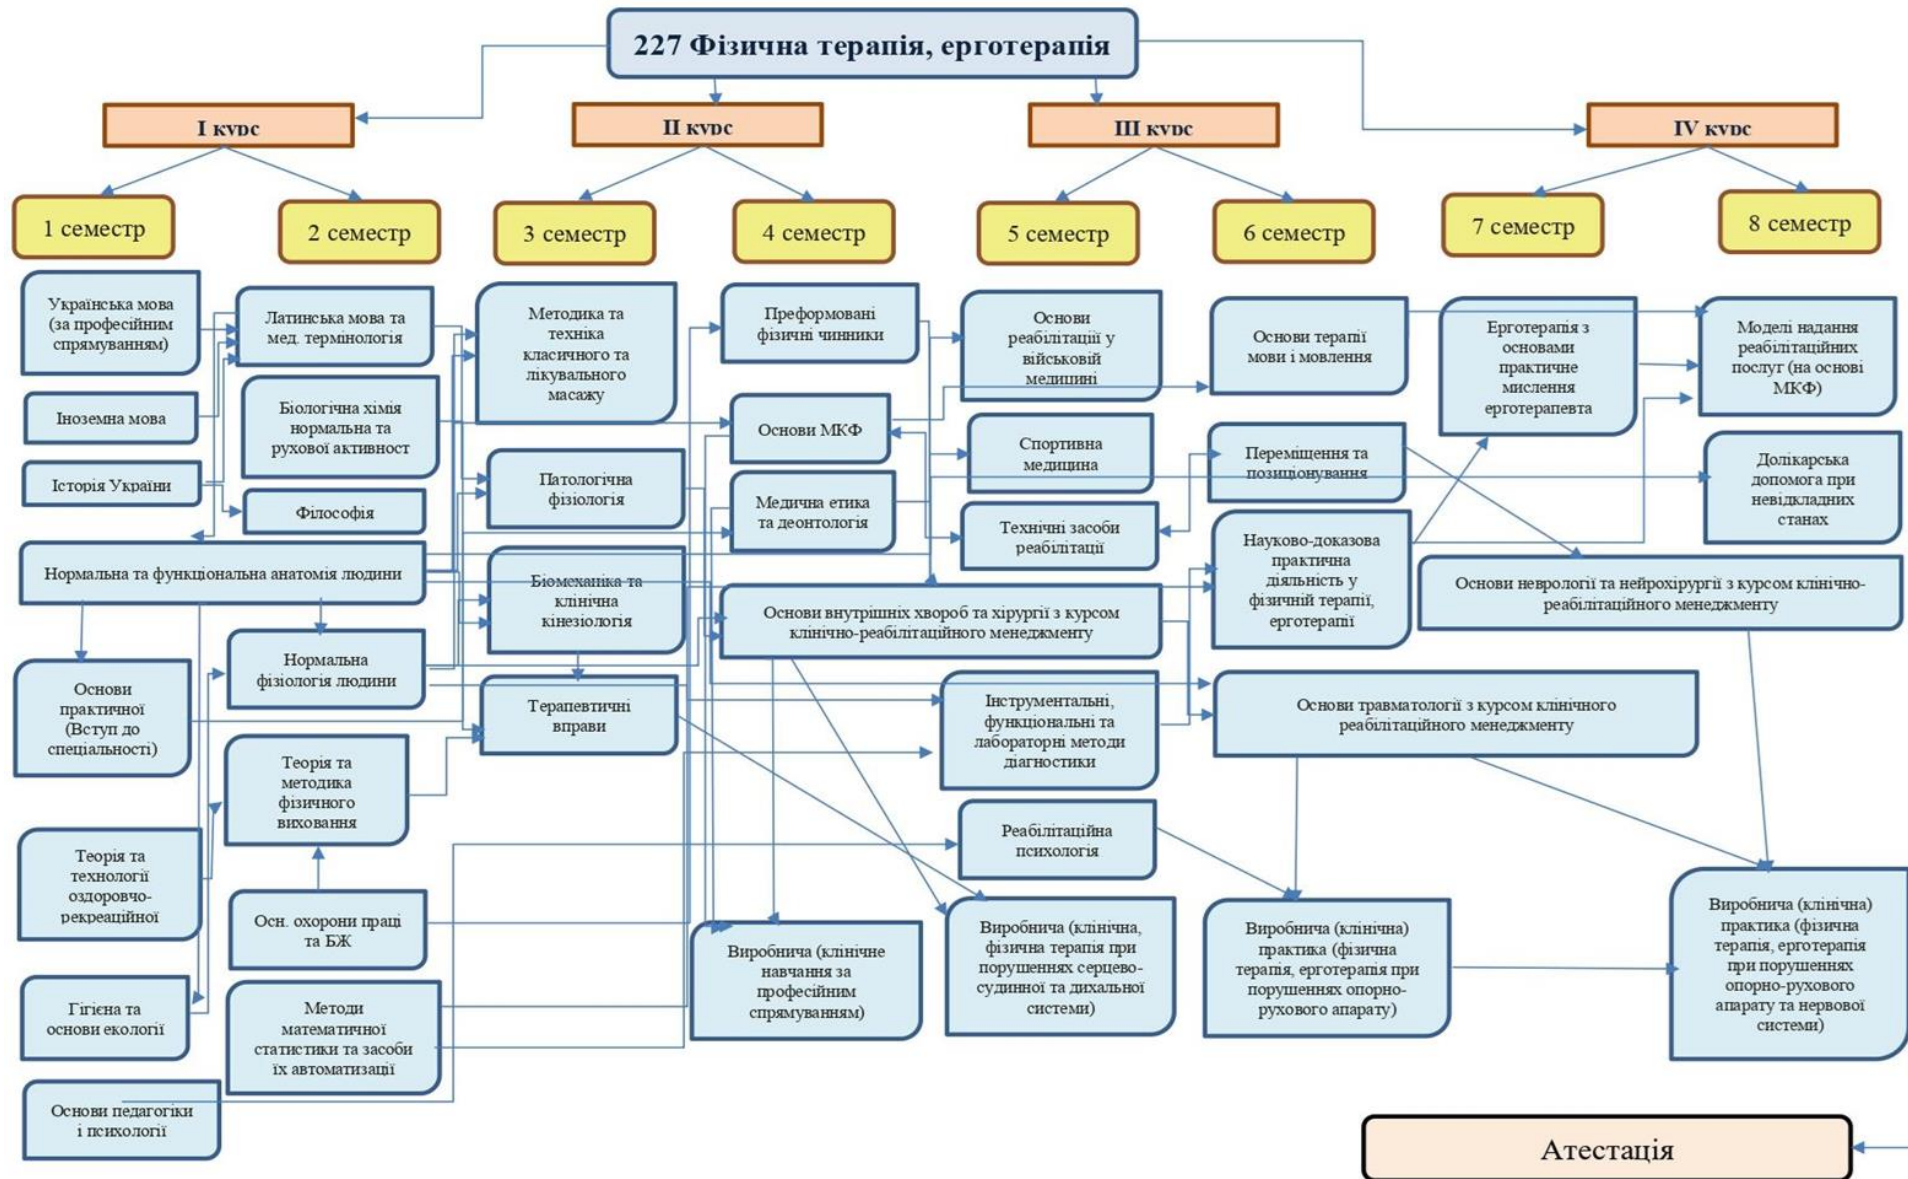 227 Фізична терапія, ерготерапія
I курс
II курс
III курс
IV курс
1 семестр
2 семестр
3 семестр
4 семестр
5 семестр
6 семестр
7 семестр
8 семестр
Українська мова
(за професійним
спрямуванням)
Іноземна мова
Історія України
Нормальна та функціональна анатомія людини
Основи
практичної
(Вступ до
спеціальності)
Теорія та
технології
оздоровчо-
рекреаційної
Гігієна та
основи екології
Основи педагогіки
і психології
Латинська мова та
мед. термінологія
Біологічна хімія
нормальна та
рухової активност
Філософія
Нормальна
фізіологія людини
Теорія та
методика
фізичного
виховання
Осн. охорони праці
та БЖ
Методи
математичної
статистики та засоби
їх автоматизації
Методика та
техніка
класичного та
лікувального
масажу
Патологічна
фізіологія
Біомеханіка та
клінічна
кінезіологія
Терапевтичні
вправи
Преформовані
фізичні чинники
Основи МКФ
Медична етика
та деонтологія
Основи внутрішніх хвороб та хірургії з курсом
клінічно-реабілітаційного менеджменту
Виробнича (клінічне
навчання за
професійним
спрямуванням)
Основи
реабілітації у
військовій
медицині
Спортивна
медицина
Технічні засоби
реабілітації
Інструментальні,
функціональні та
лабораторні методи
діагностики
Реабілітаційна
психологія
Виробнича (клінічна,
фізична терапія при
порушеннях серцево-
судинної та дихальної
системи)
Основи терапії
мови і мовлення
Переміщення та
позиціонування
Науково-доказова
практична
діяльність у
фізичній терапії,
ерготерапії
Основи травматології з курсом клінічного
реабілітаційного менеджменту
Виробнича (клінічна)
практика (фізична
терапія, ерготерапія при
порушеннях опорно-
рухового апарату)
Ерготерапія з
основами
практичне
мислення
ерготерапевта
Основи неврології та нейрохірургії з курсом клінічно-
реабілітаційного менеджменту
Моделі надання
реабілітаційних
послуг (на основі
МКФ)
Долікарська
допомога при
невідкладних
станах
Виробнича (клінічна)
практика (фізична
терапія, ерготерапія
при порушеннях
опорно-рухового
апарату та нервової
системи)
Атестація